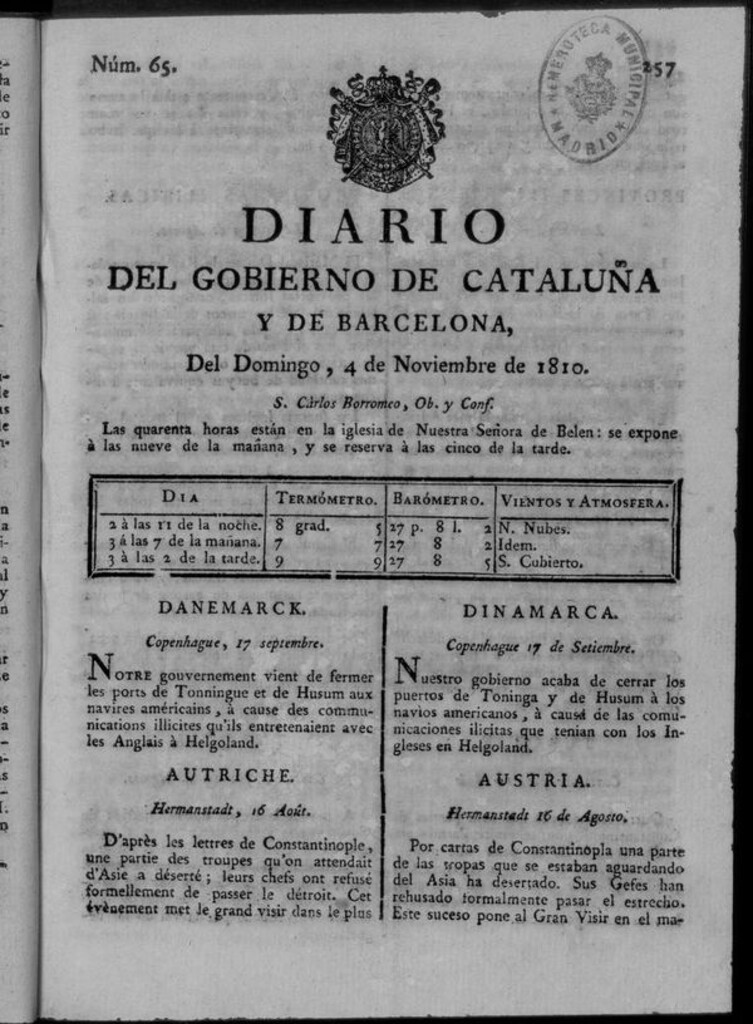 Núm. 65.
257
HEMEROTECA MUNICIPAL
★ MADRID ★
DIARIO
DEL GOBIERNO DE CATALUÑA
Y DE BARCELONA,
Del Domingo, 4 de Noviembre de 1810.
S. Cárlos Borromeo, Ob. y Conf.
Las quarenta horas están en la iglesia de Nuestra Señora de Belen: se expone
à las nueve de la mañana, y se reserva à las cinco de la tarde.
DIA TERMÓMETRO. BARÓMETRO. VIENTOS Y ATMOSFERA.
2 à las 11 de la noche. 8 grad. 5 27 p. 8 l. 2 N. Nubes.
3 á las 7 de la mañana. 7 7 27 8 2 Idem.
3 à las 2 de la tarde. 9 9 27 8 5 S. Cubierto.
DANEMARCK.
Copenhague, 17 septembre.
NOTRE gouvernement vient de fermer
les ports de Tonningue et de Husum aux
navires américains, à cause des commu-
nications illicites qu'ils entretenaient avec
les Anglais à Helgoland.
AUTRICHE.
Hermanstadt, 16 Août.
D'après les lettres de Constantinople,
une partie des troupes qu'on attendait
d'Asie a déserté; leurs chefs ont refusé
formellement de passer le détroit. Cet
évènement met le grand visir dans le plus
DINAMARCA.
Copenhague 17 de Setiembre.
Nuestro gobierno acaba de cerrar los
puertos de Toninga y de Husum à los
navios americanos, à causa de las comu-
nicaciones ilicitas que tenian con los In-
gleses en Helgoland.
AUSTRIA.
Hermanstadt 16 de Agosto.
Por cartas de Constantinopla una parte
de las tropas que se estaban aguardando
del Asia ha desertado. Sus Gefes han
rehusado formalmente pasar el estrecho.
Este suceso pone al Gran Visir en el ma-